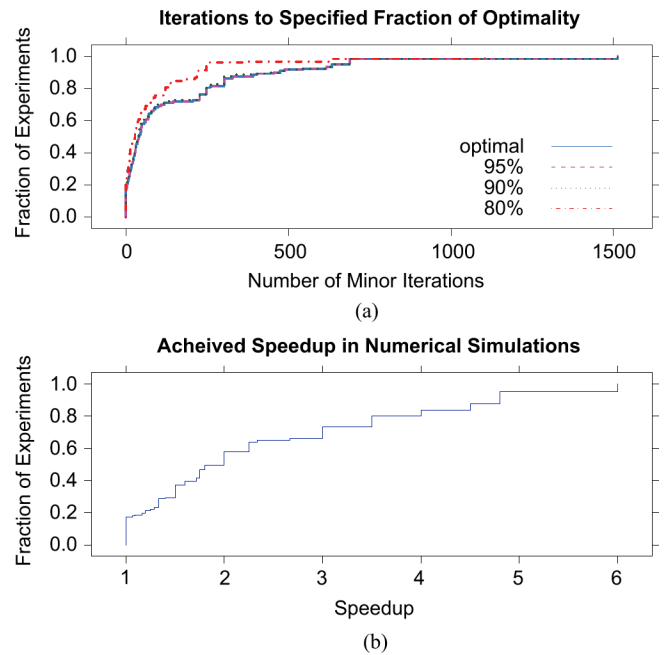 Iterations to Specified Fraction of Optimality
Fraction of Experiments
1.0
0.8
0.6
0.4
0.2
0.0
optimal
95%
90%
80%
0 500 1000 1500
Number of Minor Iterations
(a)
Acheived Speedup in Numerical Simulations
Fraction of Experiments
1.0
0.8
0.6
0.4
0.2
0.0
1 2 3 4 5 6
Speedup
(b)